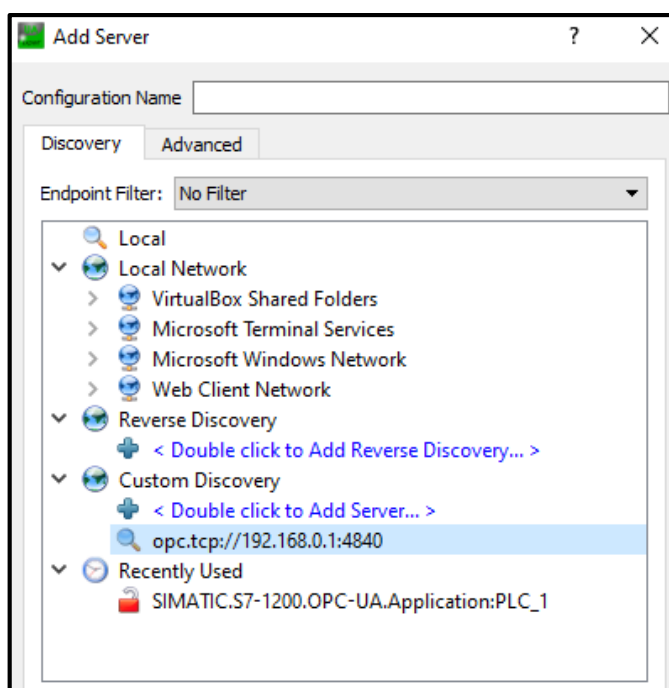 Add Server
?
Configuration Name
Discovery
Advanced
Endpoint Filter: No Filter
Local
Local Network
VirtualBox Shared Folders
Microsoft Terminal Services
Microsoft Windows Network
Web Client Network
Reverse Discovery
< Double click to Add Reverse Discovery... >
Custom Discovery
< Double click to Add Server... >
opc.tcp://192.168.0.1:4840
Recently Used
SIMATIC.S7-1200.OPC-UA.Application:PLC_1